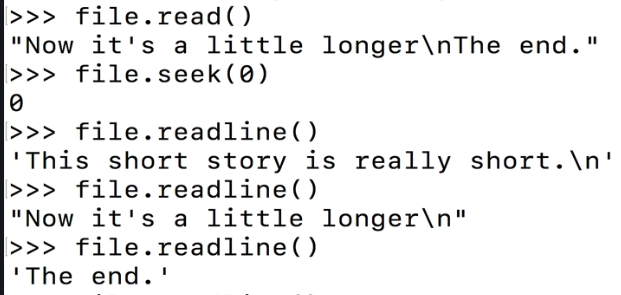 >>> file.read()
"Now it's a little longer\nThe end."
>>> file.seek(0)
0
>>> file.readline()
'This short story is really short.\n'
>>> file.readline()
"Now it's a little longer\n"
>>> file.readline()
'The end.'